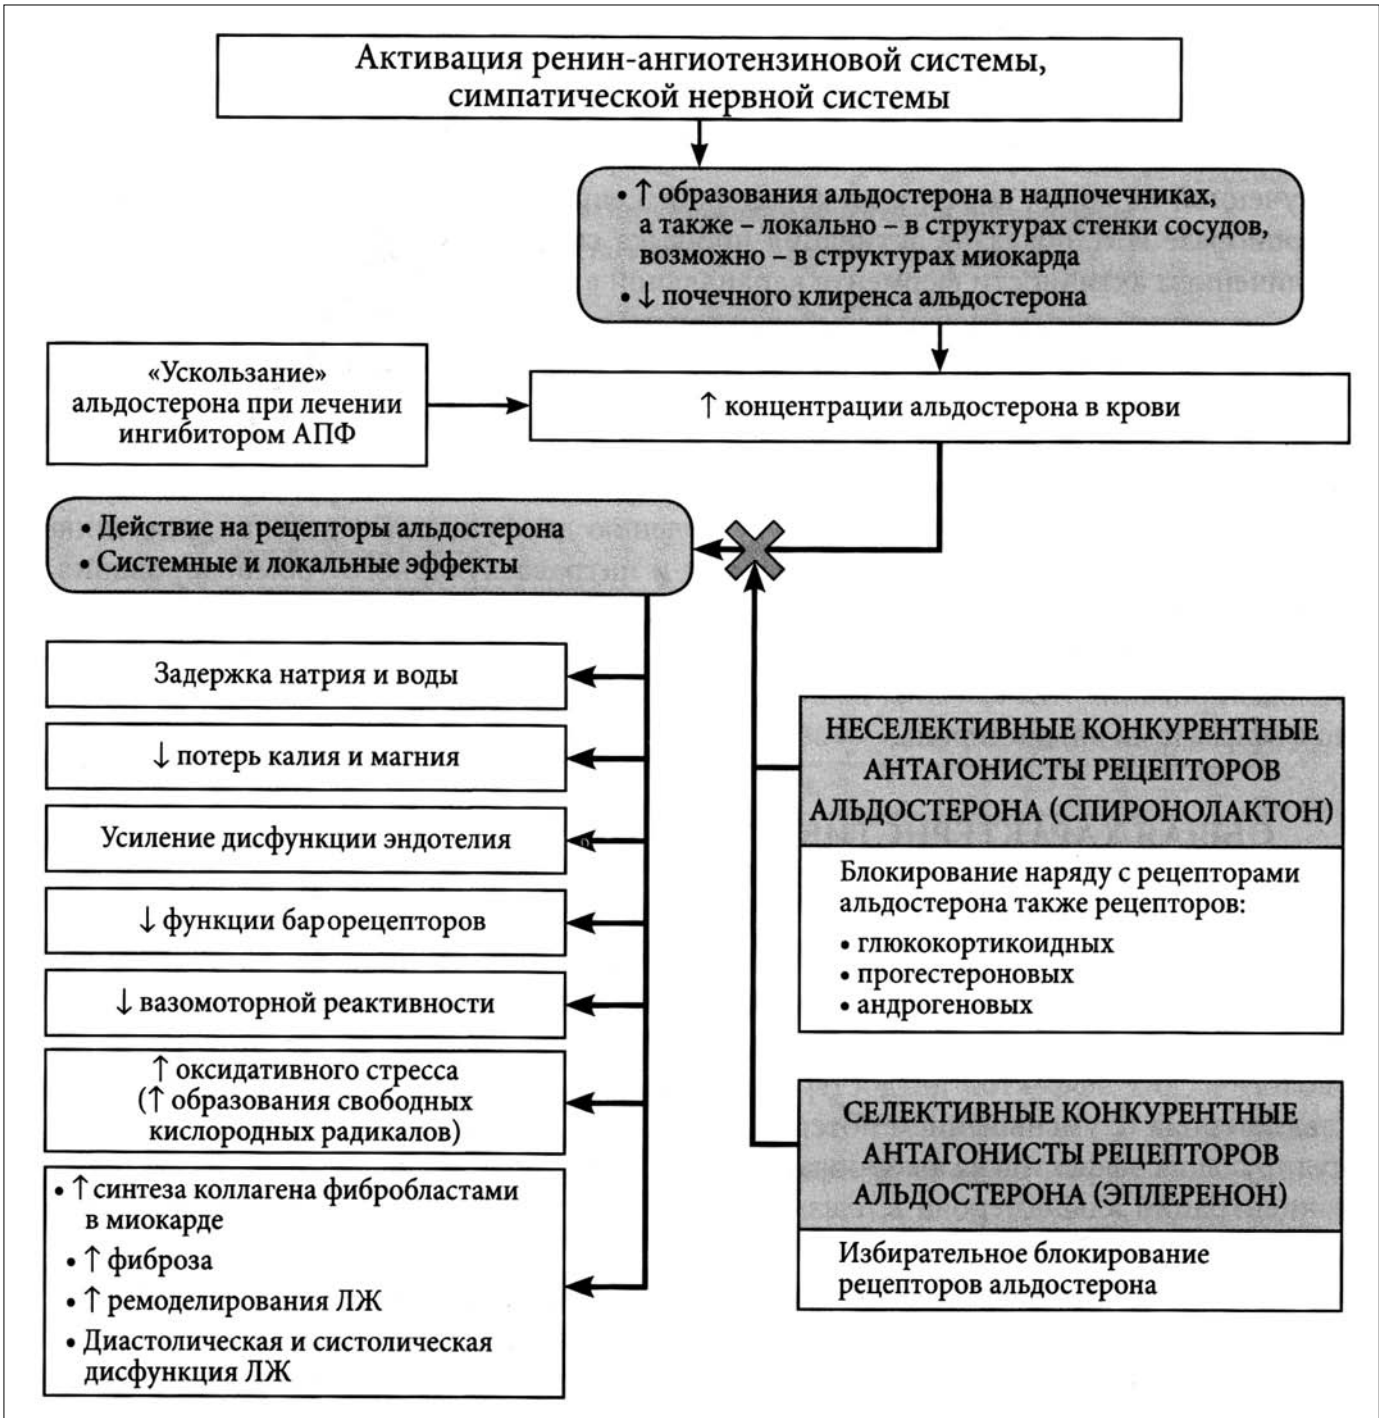 Активация ренин-ангиотензиновой системы,
симпатической нервной системы
• ↑ образования альдостерона в надпочечниках,
а также – локально – в структурах стенки сосудов,
возможно – в структурах миокарда
• ↓ почечного клиренса альдостерона
«Ускользание»
альдостерона при лечении
ингибитором АПФ
↑ концентрации альдостерона в крови
• Действие на рецепторы альдостерона
• Системные и локальные эффекты
Задержка натрия и воды
↓ потерь калия и магния
Усиление дисфункции эндотелия
↓ функции барорецепторов
↓ вазомоторной реактивности
↑ оксидативного стресса
(↑ образования свободных
кислородных радикалов)
• ↑ синтеза коллагена фибробластами
в миокарде
• ↑ фиброза
• ↑ ремоделирования ЛЖ
• Диастолическая и систолическая
дисфункция ЛЖ
НЕСЕЛЕКТИВНЫЕ КОНКУРЕНТНЫЕ
АНТАГОНИСТЫ РЕЦЕПТОРОВ
АЛЬДОСТЕРОНА (СПИРОНОЛАКТОН)
Блокирование наряду с рецепторами
альдостерона также рецепторов:
• глюкокортикоидных
• прогестероновых
• андрогеновых
СЕЛЕКТИВНЫЕ КОНКУРЕНТНЫЕ
АНТАГОНИСТЫ РЕЦЕПТОРОВ
АЛЬДОСТЕРОНА (ЭПЛЕРЕНОН)
Избирательное блокирование
рецепторов альдостерона